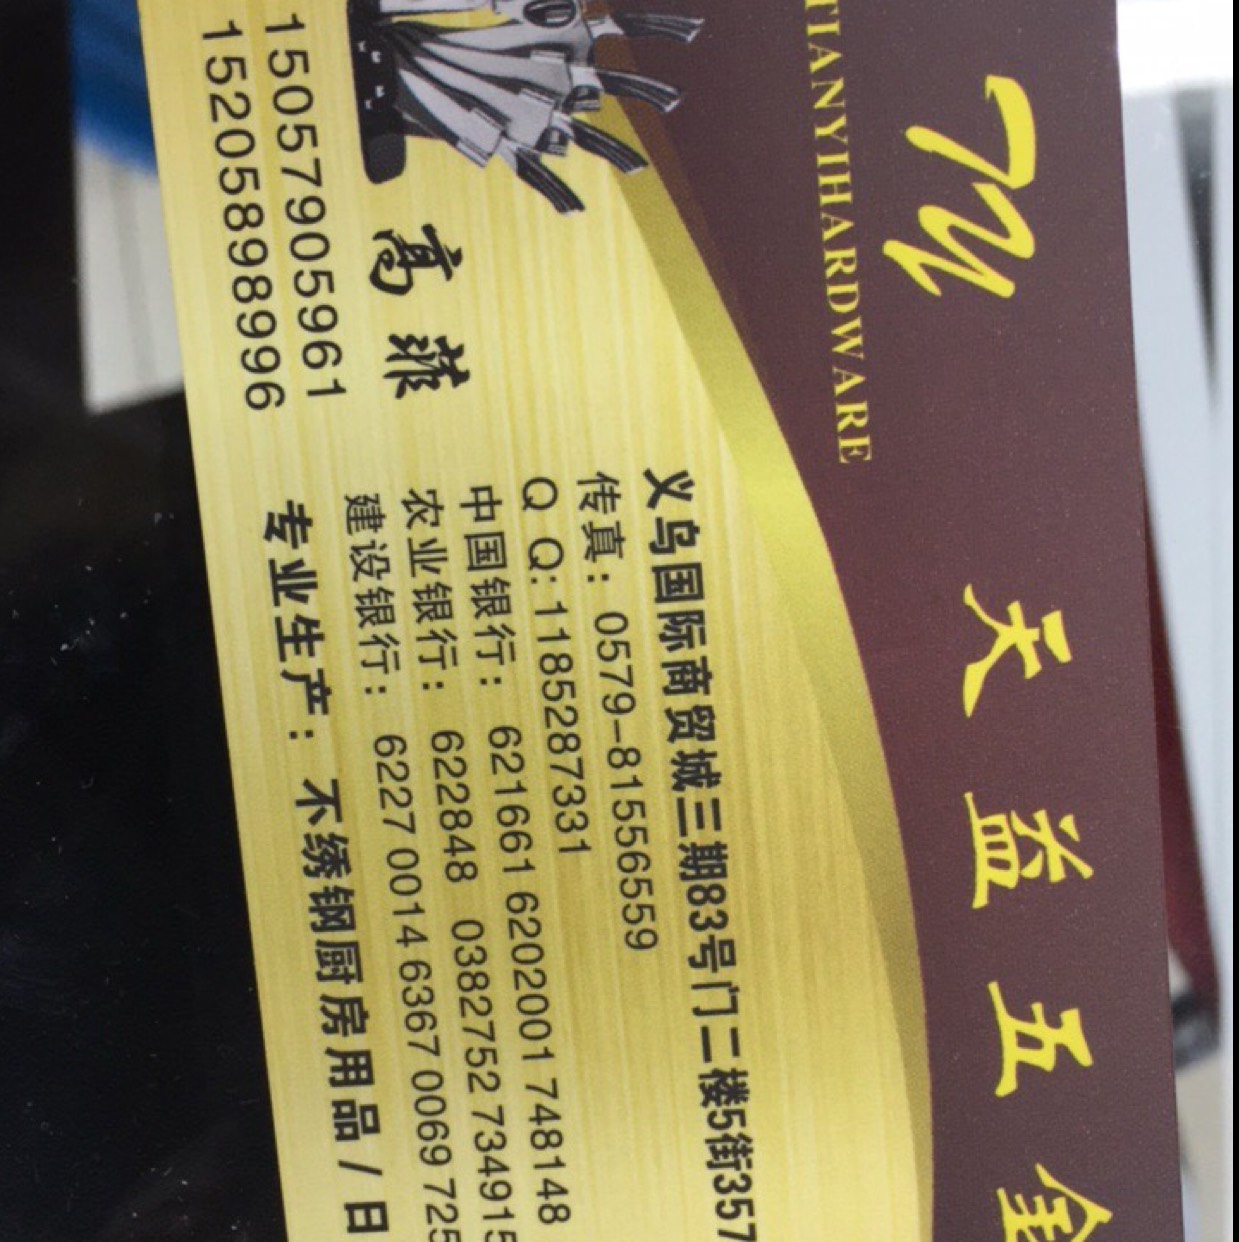 TIANYIHARDWARE
天益五金
义乌国际商贸城三期83号门二楼5街357
传真：0579-81556559
Q Q:1185287331
中国银行：621661 6202001 748148
农业银行：622848 0382752 734915
建设银行：6227 0014 6367 0069 725
高 菲
15057905961
15205898996
专业生产：不绣钢厨房用品/日